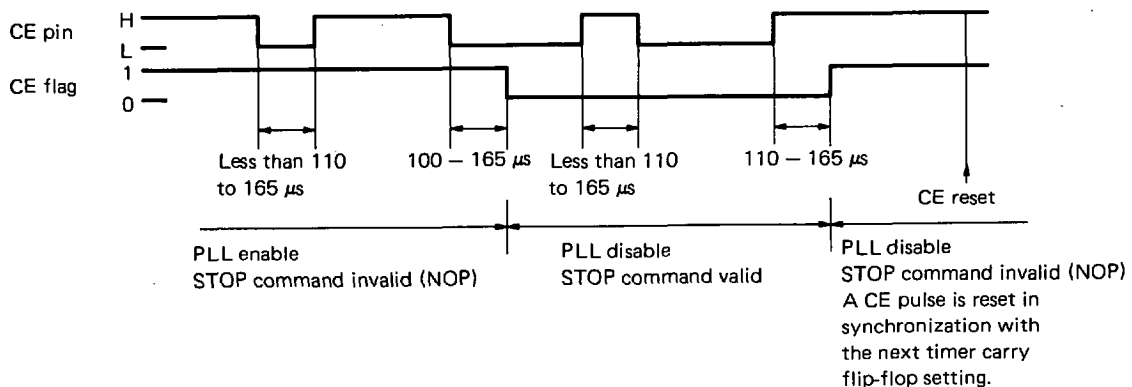 CE pin
H
L
CE flag
1
0
Less than 110
to 165 μs
100 – 165 μs
Less than 110
to 165 μs
110 – 165 μs
CE reset
PLL enable
STOP command invalid (NOP)
PLL disable
STOP command valid
PLL disable
STOP command invalid (NOP)
A CE pulse is reset in
synchronization with
the next timer carry
flip-flop setting.